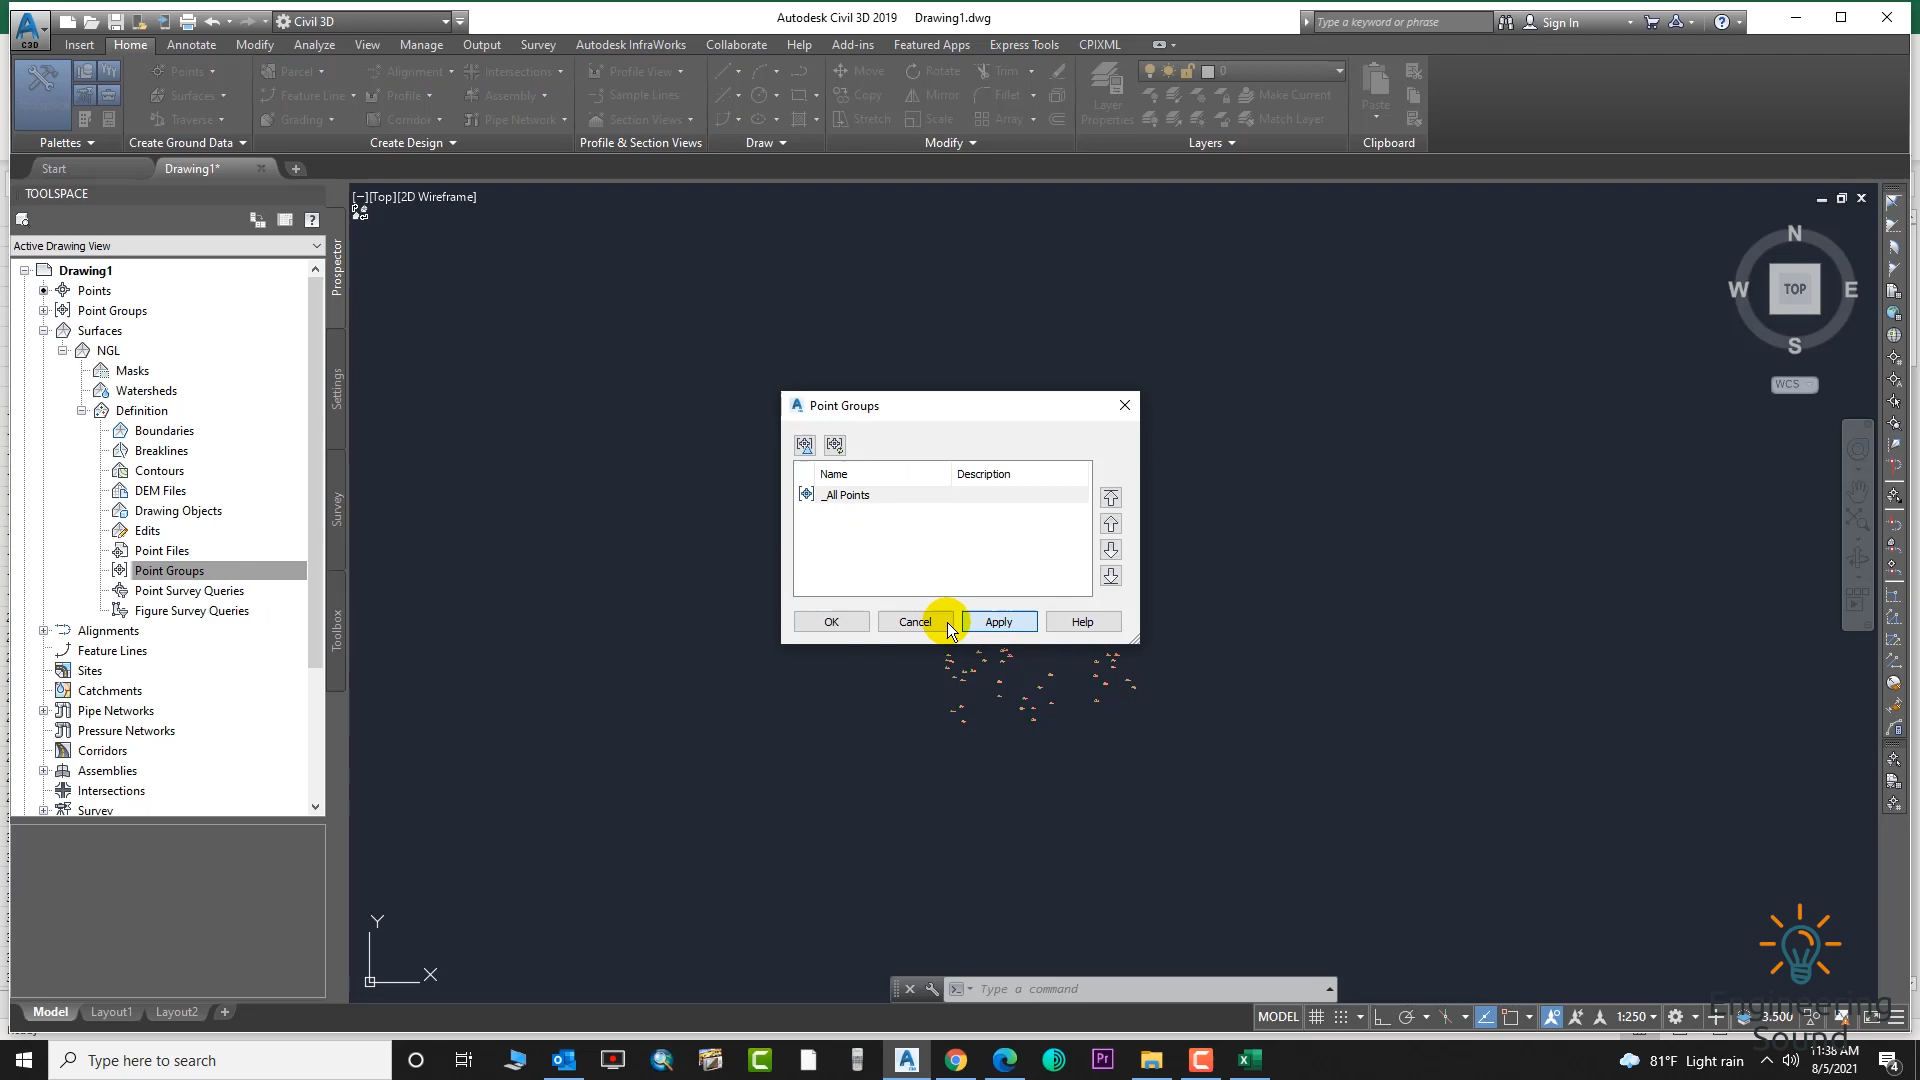 Civil 3D
Autodesk Civil 3D 2019 Drawing1.dwg
Type a keyword or phrase
Sign In
C3D
Insert Home Annotate Modify Analyze View Manage Output Survey Autodesk InfraWorks Collaborate Help Add-ins Featured Apps Express Tools CPIXML
Points Parcel Alignment Intersections Profile View Move Rotate Trim 0
Surfaces Feature Line Profile Assembly Sample Lines Copy Mirror Fillet Layer Properties Make Current Paste
Traverse Grading Corridor Pipe Network Section Views Stretch Scale Array Match Layer
Palettes Create Ground Data Create Design Profile & Section Views Draw Modify Layers Clipboard
Start Drawing1*
TOOLSPACE
[−][Top][2D Wireframe]
Active Drawing View
Prospector
Settings
Survey
Toolbox
Drawing1
Points
Point Groups
Surfaces
NGL
Masks
Watersheds
Definition
Boundaries
Breaklines
Contours
DEM Files
Drawing Objects
Edits
Point Files
Point Groups
Point Survey Queries
Figure Survey Queries
Alignments
Feature Lines
Sites
Catchments
Pipe Networks
Pressure Networks
Corridors
Assemblies
Intersections
Survey
N
W TOP E
S
WCS
Point Groups
Name Description
_All Points
OK Cancel Apply Help
Y
X
Type a command
Model Layout1 Layout2
MODEL 1:250 3.500
Engineering
Sound
Type here to search
Pr
81°F Light rain
11:38 AM
8/5/2021
4